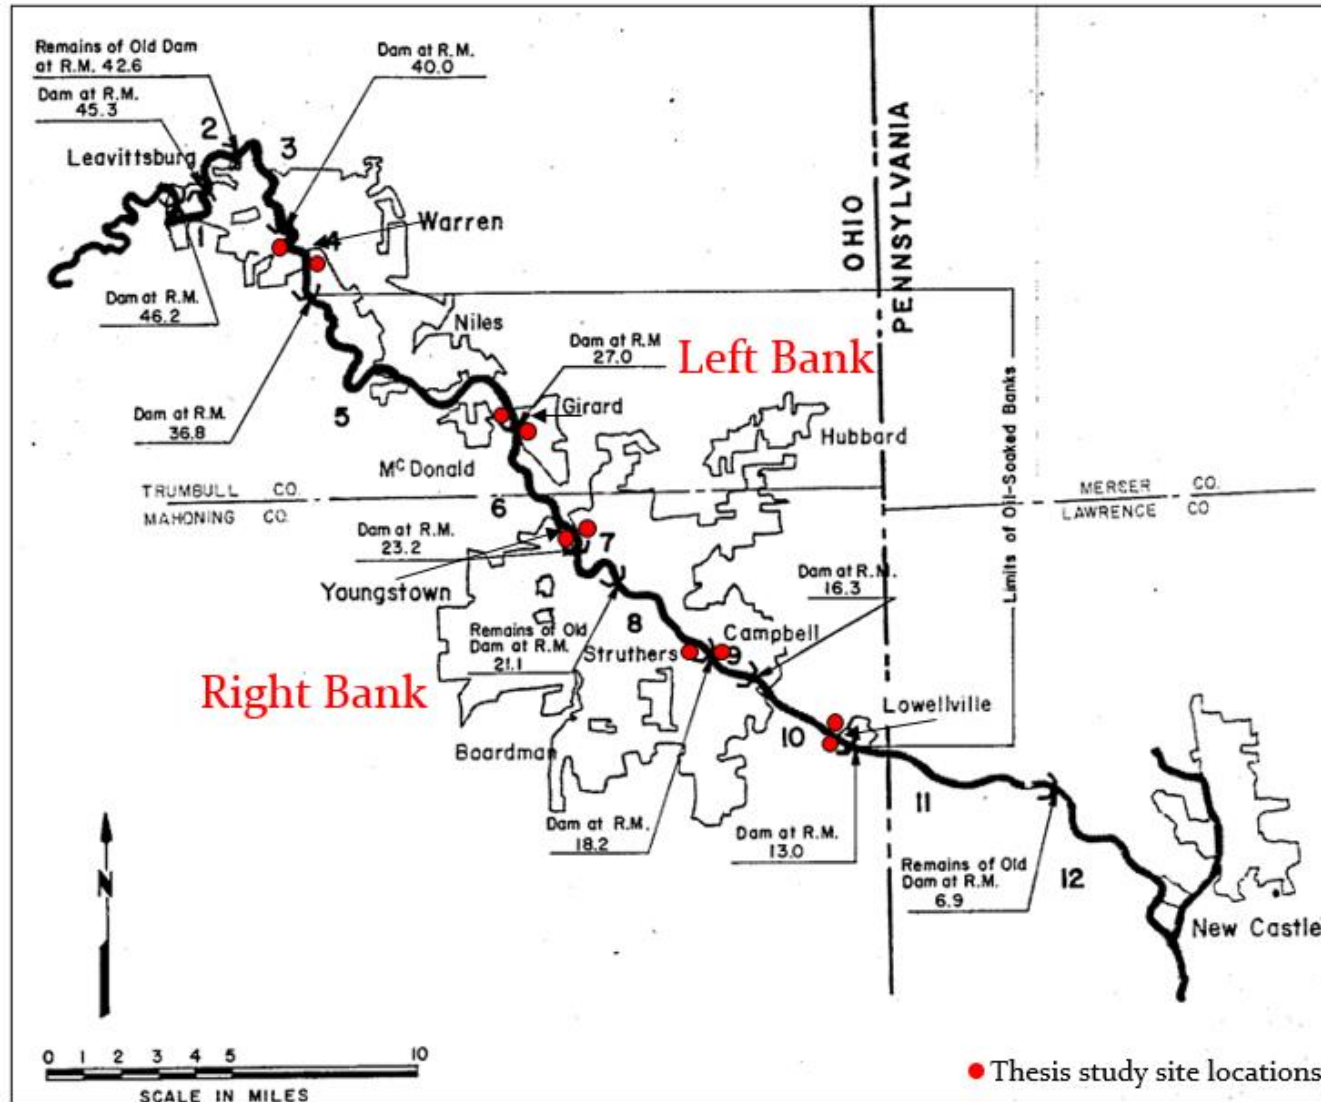 Remains of Old Dam
at R.M. 42.6
Dam at R.M.
40.0
Dam at R.M.
45.3
2
3
Leavittsburg
1
4
Warren
OHIO
PENNSYLVANIA
Dam at R.M.
46.2
Niles
Dam at R.M
27.0
Left Bank
Dam at R.M.
36.8
5
Girard
Hubbard
Limits of Oil-Soaked Banks
McDonald
TRUMBULL CO.
MAHONING CO.
MERCER CO.
LAWRENCE CO
6
Dam at R.M.
23.2
7
Youngstown
Dam at R.M.
16.3
8
Remains of Old
Dam at R.M.
21.1
Campbell
Struthers
9
Right Bank
Lowellville
10
Boardman
11
Dam at R.M.
18.2
Dam at R.M.
13.0
Remains of Old
Dam at R.M.
6.9
12
N
New Castle
0 1 2 3 4 5 10
SCALE IN MILES
Thesis study site locations